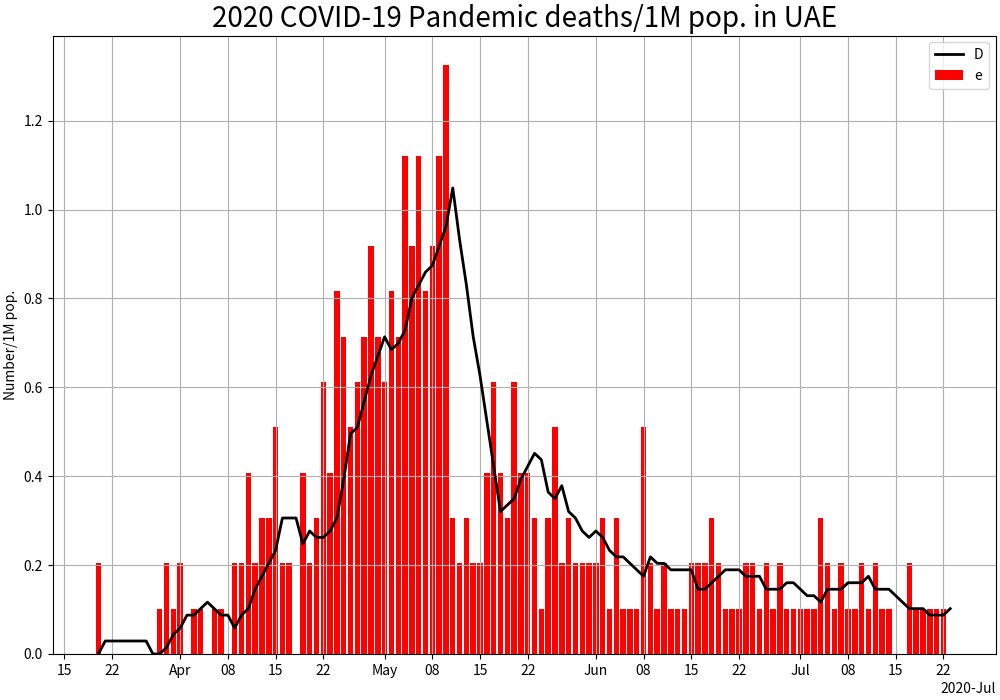 2020 COVID-19 Pandemic deaths/1M pop. in UAE
D
e
Number/1M pop.
1.2
1.0
0.8
0.6
0.4
0.2
0.0
15 22 Apr 08 15 22 May 08 15 22 Jun 08 15 22 Jul 08 15 22
2020-Jul